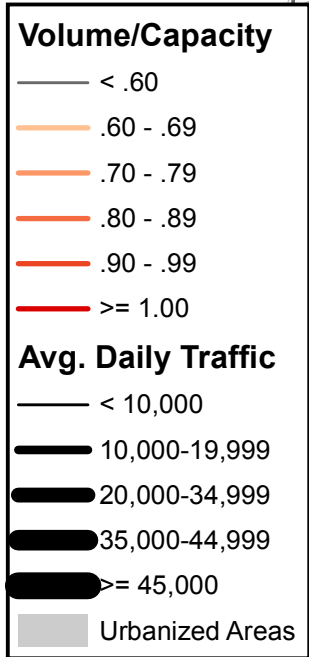 Volume/Capacity
< .60
.60 - .69
.70 - .79
.80 - .89
.90 - .99
>= 1.00
Avg. Daily Traffic
< 10,000
10,000-19,999
20,000-34,999
35,000-44,999
>= 45,000
Urbanized Areas